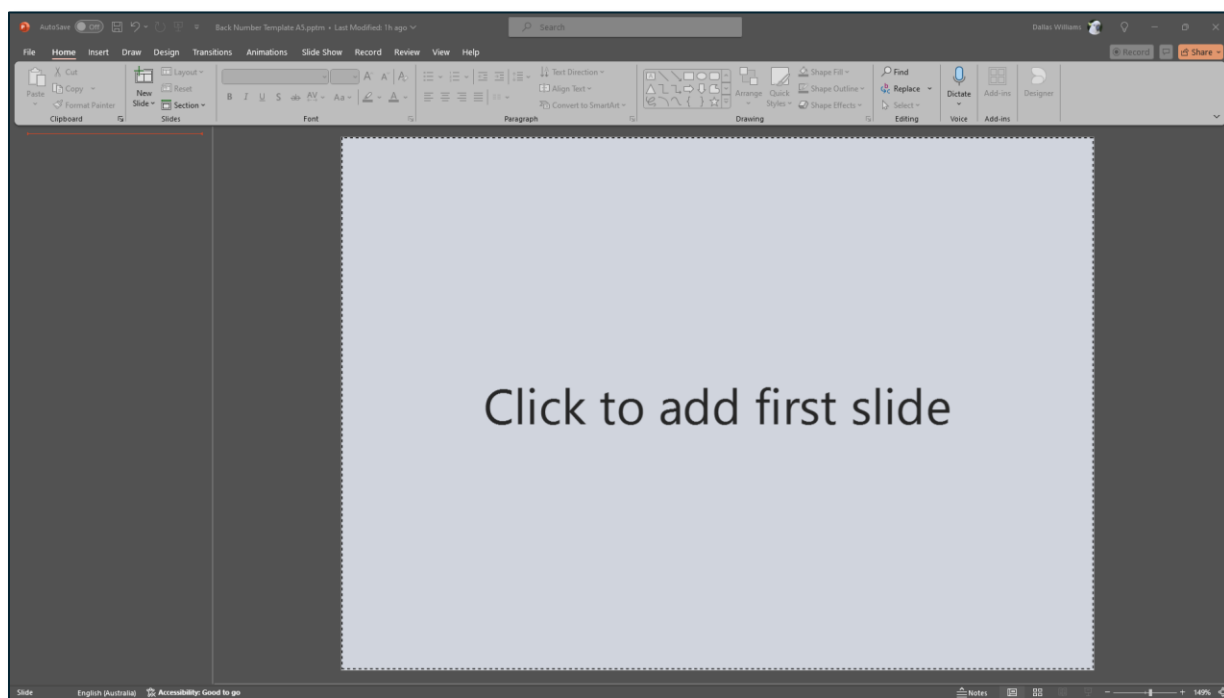 AutoSave Off Back Number Template A5.pptm • Last Modified: 1h ago Search Dallas Williams
File Home Insert Draw Design Transitions Animations Slide Show Record Review View Help Record Share
Paste Cut Copy Format Painter Clipboard
New Slide Layout Reset Section Slides
B I U S ab AV Aa A A A A Font
Text Direction Align Text Convert to SmartArt Paragraph
Arrange Quick Styles Shape Fill Shape Outline Shape Effects Drawing
Find Replace Select Editing
Dictate Voice
Add-ins Add-ins
Designer
Click to add first slide
Slide English (Australia) Accessibility: Good to go Notes 149%